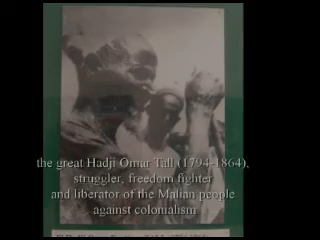 the great Hadji Omar Tall (1794-1864),
struggler, freedom fighter
and liberator of the Malian people
against colonialism